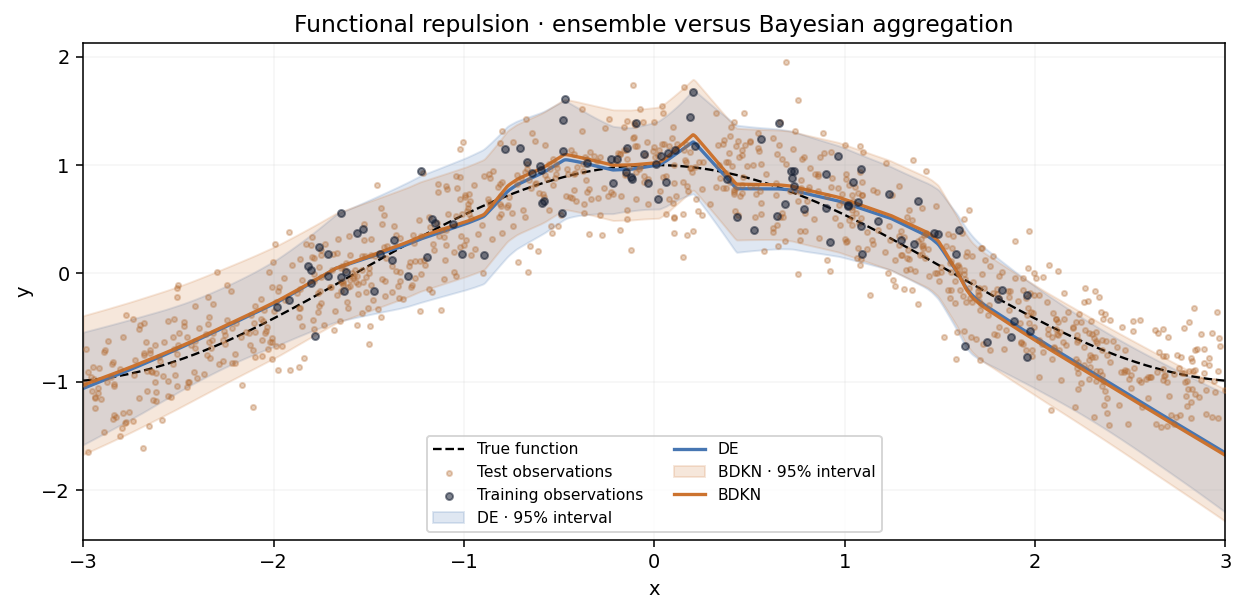 Functional repulsion · ensemble versus Bayesian aggregation
y
2
1
0
−1
−2
True function
Test observations
Training observations
DE · 95% interval
DE
BDKN · 95% interval
BDKN
−3 −2 −1 0 1 2 3
x